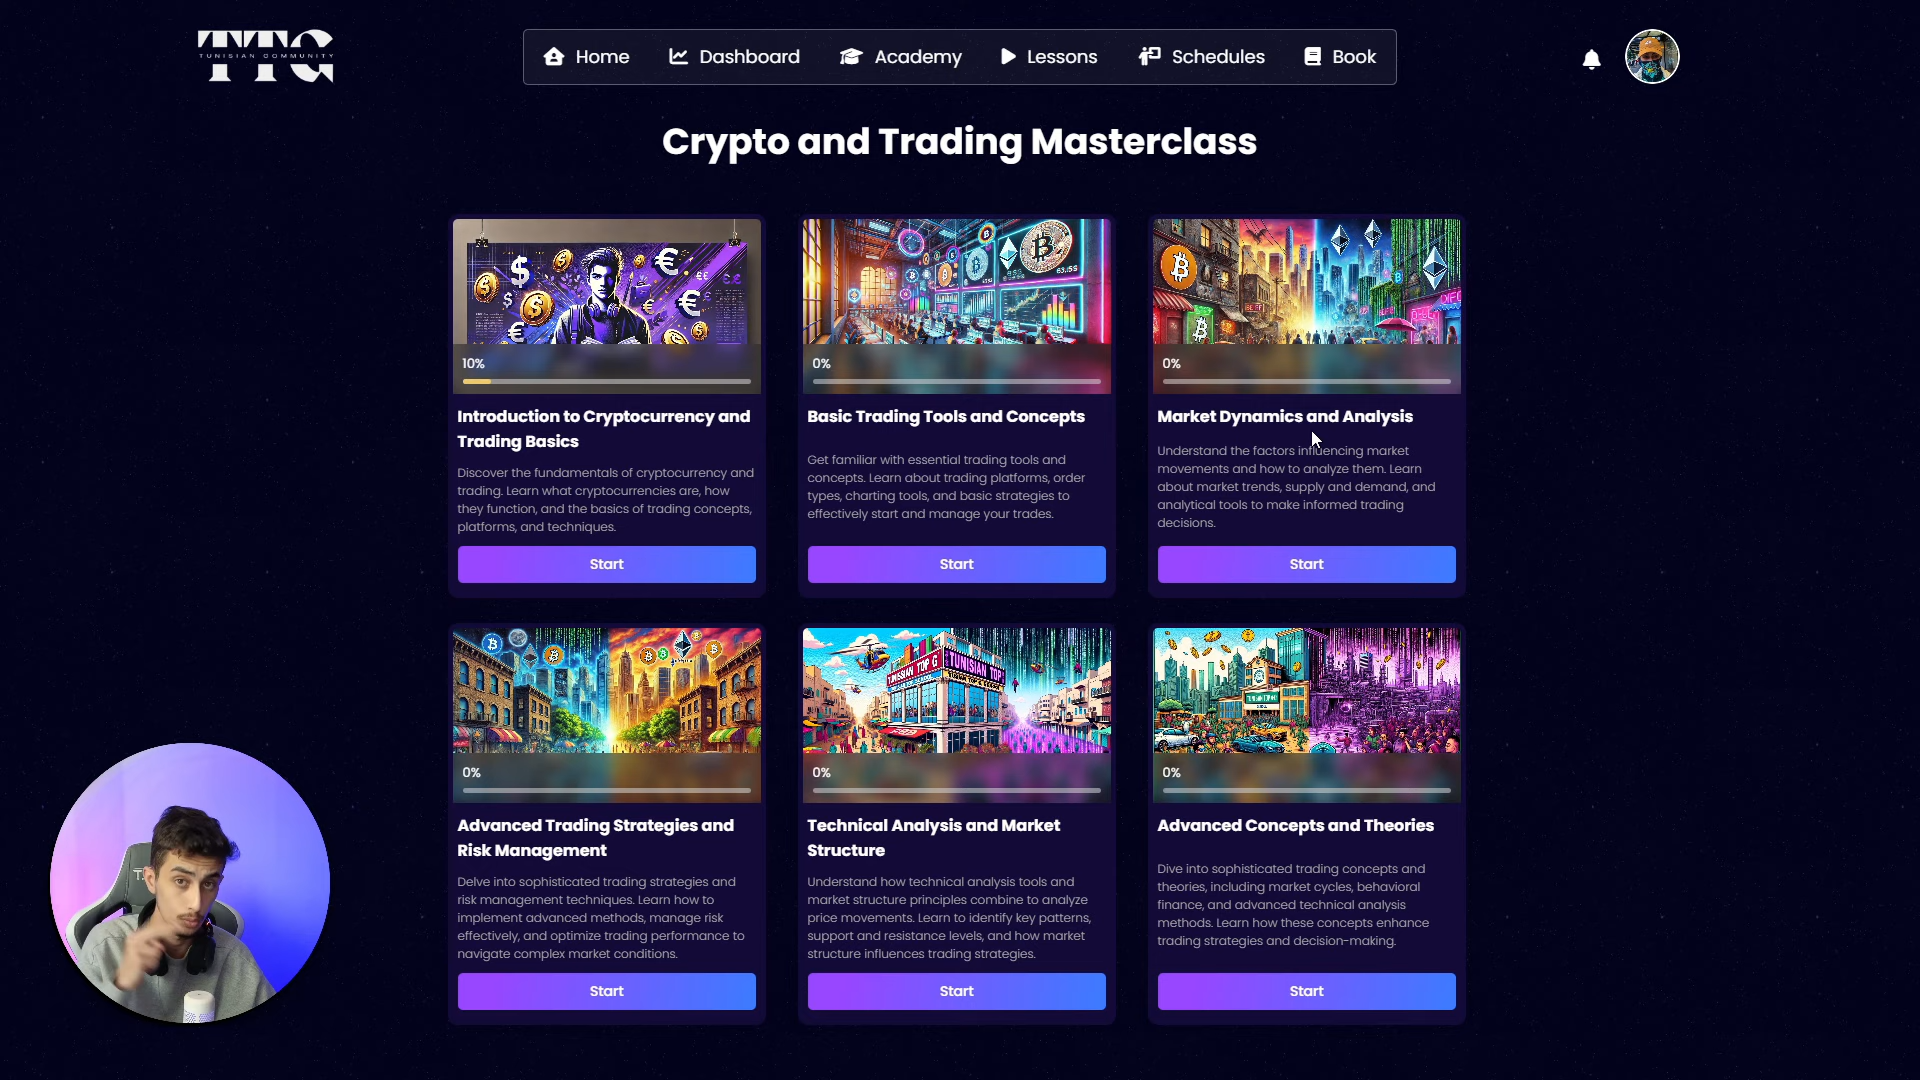 TTG
TUNISIAN COMMUNITY
Home
Dashboard
Academy
Lessons
Schedules
Book
Crypto and Trading Masterclass
10%
Introduction to Cryptocurrency and
Trading Basics
Discover the fundamentals of cryptocurrency and
trading. Learn what cryptocurrencies are, how
they function, and the basics of trading concepts,
platforms, and techniques.
Start
0%
Basic Trading Tools and Concepts
Get familiar with essential trading tools and
concepts. Learn about trading platforms, order
types, charting tools, and basic strategies to
effectively start and manage your trades.
Start
0%
Market Dynamics and Analysis
Understand the factors influencing market
movements and how to analyze them. Learn
about market trends, supply and demand, and
analytical tools to make informed trading
decisions.
Start
0%
Advanced Trading Strategies and
Risk Management
Delve into sophisticated trading strategies and
risk management techniques. Learn how to
implement advanced methods, manage risk
effectively, and optimize trading performance to
navigate complex market conditions.
Start
TUNISIAN TOP G
TUNISIAN TOP
0%
Technical Analysis and Market
Structure
Understand how technical analysis tools and
market structure principles combine to analyze
price movements. Learn to identify key patterns,
support and resistance levels, and how market
structure influences trading strategies.
Start
0%
Advanced Concepts and Theories
Dive into sophisticated trading concepts and
theories, including market cycles, behavioral
finance, and advanced technical analysis
methods. Learn how these concepts enhance
trading strategies and decision-making.
Start